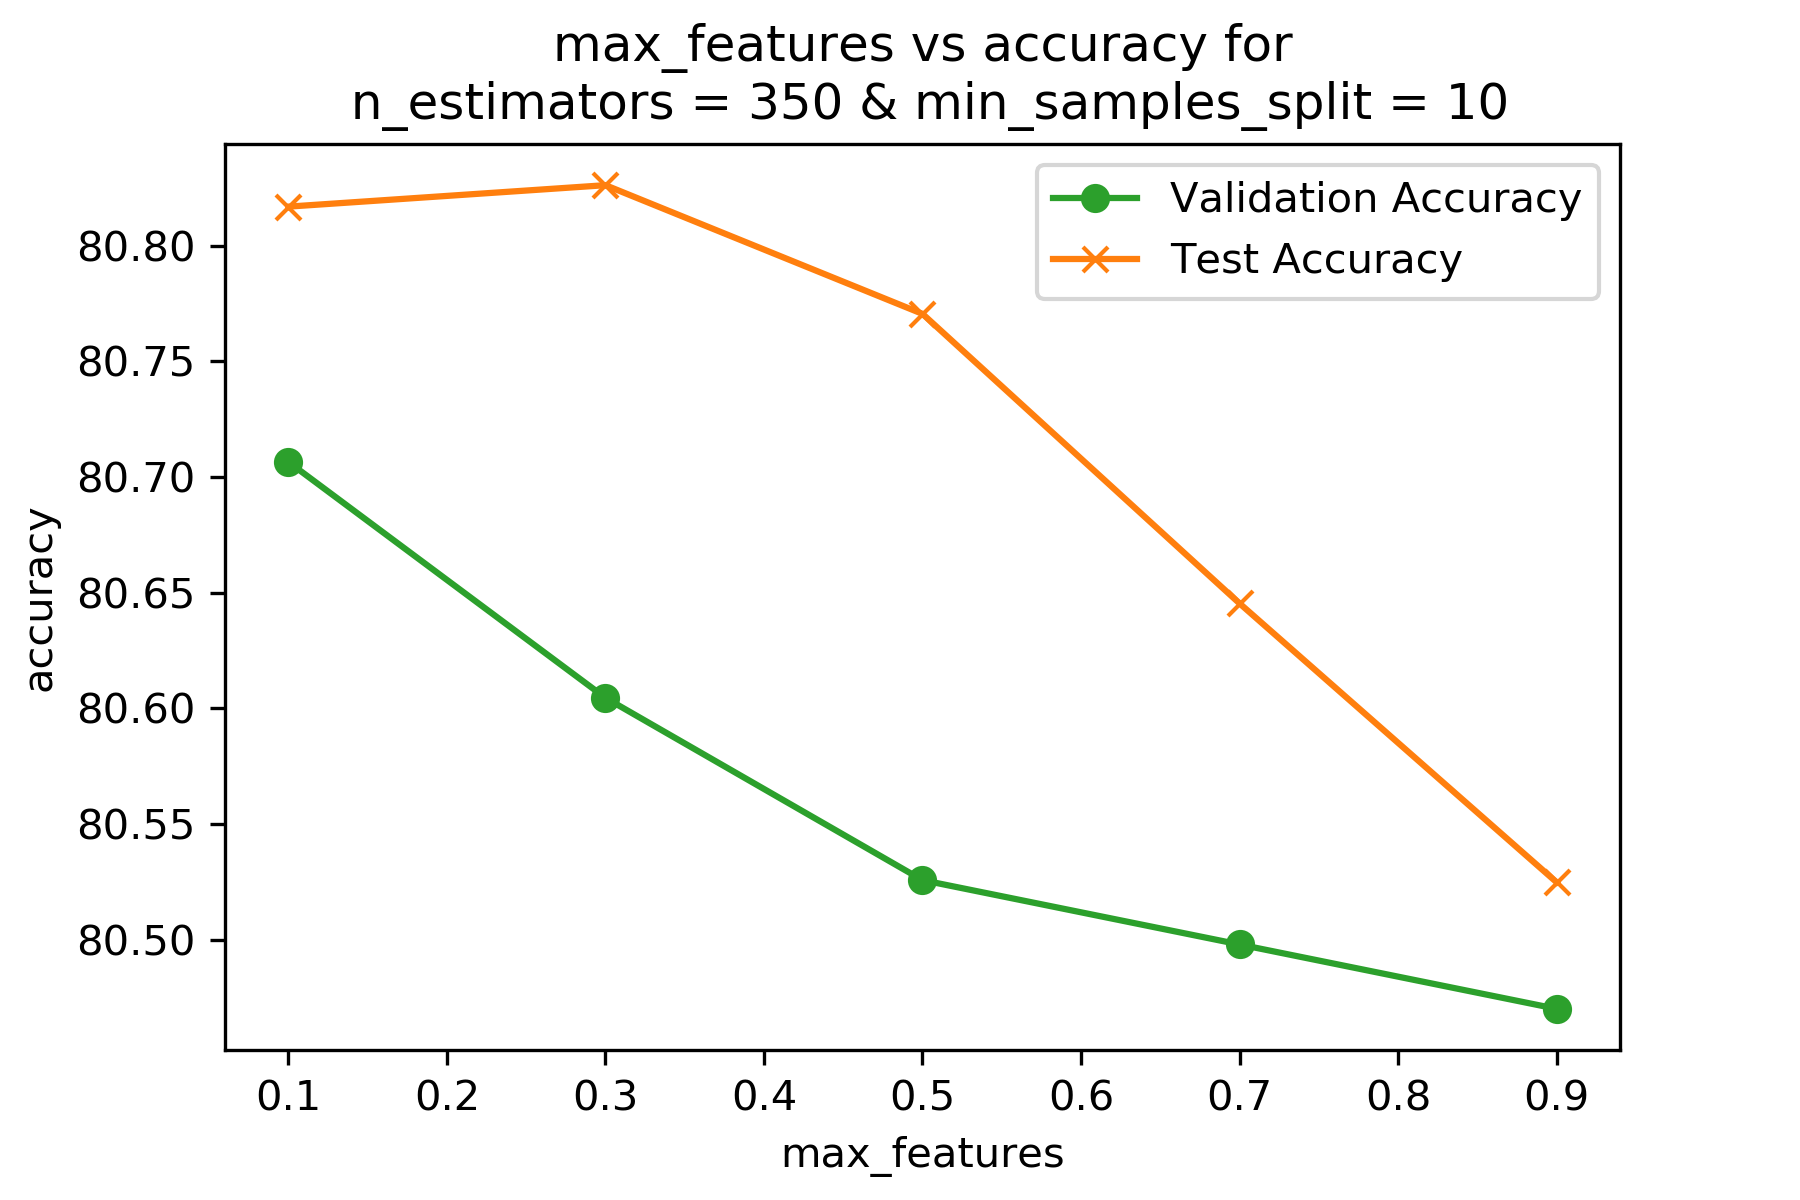 max_features vs accuracy for
n_estimators = 350 & min_samples_split = 10
Validation Accuracy
Test Accuracy
accuracy
80.80
80.75
80.70
80.65
80.60
80.55
80.50
0.1 0.2 0.3 0.4 0.5 0.6 0.7 0.8 0.9
max_features